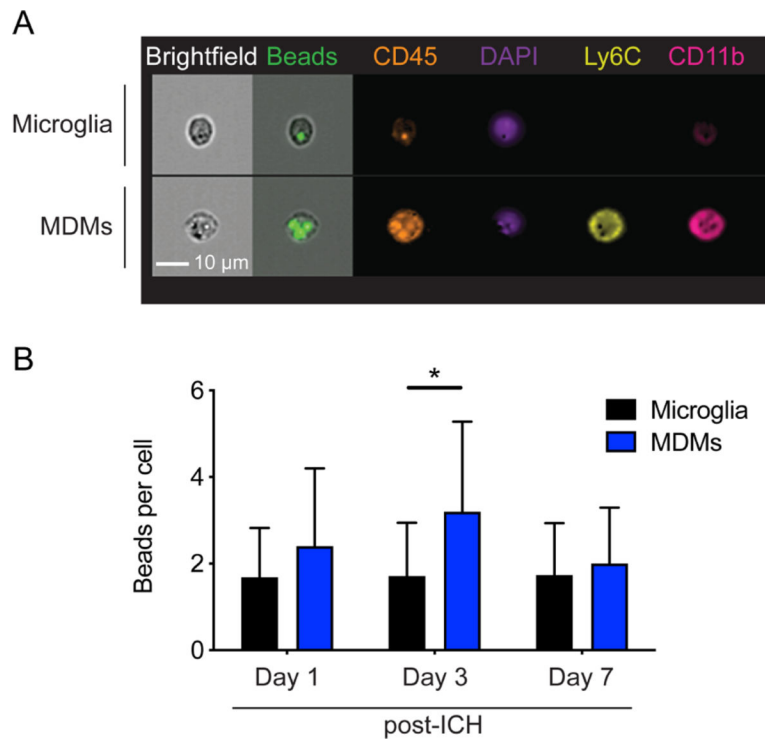 A
Brightfield Beads CD45 DAPI Ly6C CD11b
Microglia
MDMs
10 µm
B
6
*
Microglia
MDMs
4
Beads per cell
2
0
Day 1 Day 3 Day 7
post-ICH